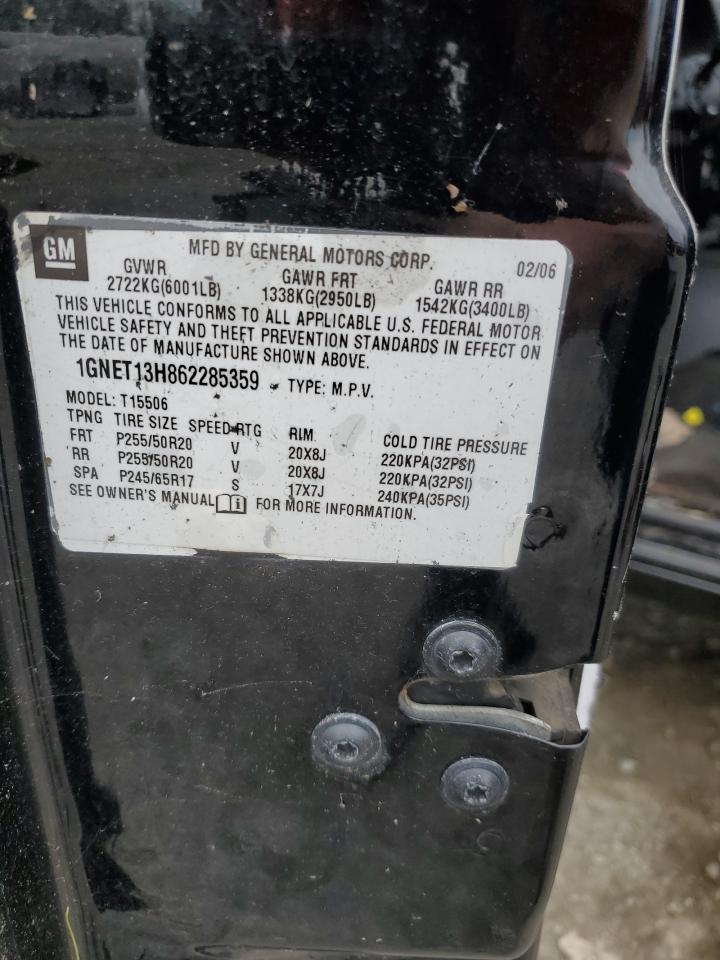 GM
MFD BY GENERAL MOTORS CORP. 02/06
GVWR GAWR FRT GAWR RR
2722KG(6001LB) 1338KG(2950LB) 1542KG(3400LB)
THIS VEHICLE CONFORMS TO ALL APPLICABLE U.S. FEDERAL MOTOR
VEHICLE SAFETY AND THEFT PREVENTION STANDARDS IN EFFECT ON
THE DATE OF MANUFACTURE SHOWN ABOVE.
1GNET13H862285359 TYPE: M.P.V.
MODEL: T15506
TPNG TIRE SIZE SPEED RTG RIM COLD TIRE PRESSURE
FRT P255/50R20 V 20X8J 220KPA(32PSI)
RR P255/50R20 V 20X8J 220KPA(32PSI)
SPA P245/65R17 S 17X7J 240KPA(35PSI)
SEE OWNER'S MANUAL FOR MORE INFORMATION.